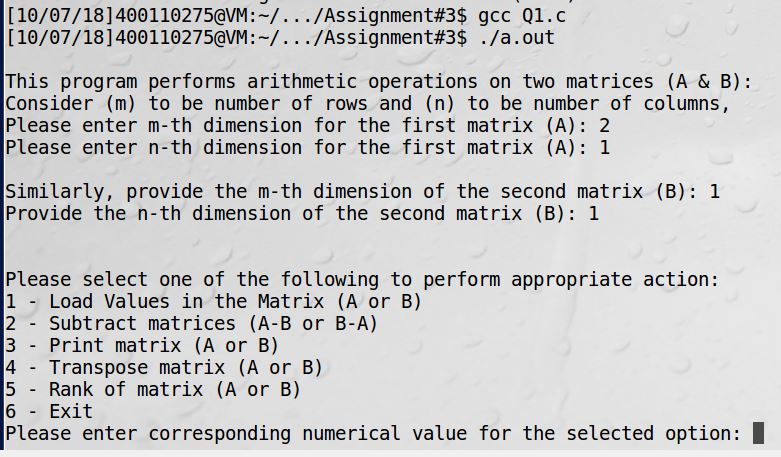 [10/07/18]400110275@VM:~/.../Assignment#3$ gcc Q1.c
[10/07/18]400110275@VM:~/.../Assignment#3$ ./a.out
This program performs arithmetic operations on two matrices (A & B):
Consider (m) to be number of rows and (n) to be number of columns,
Please enter m-th dimension for the first matrix (A): 2
Please enter n-th dimension for the first matrix (A): 1
Similarly, provide the m-th dimension of the second matrix (B): 1
Provide the n-th dimension of the second matrix (B): 1
Please select one of the following to perform appropriate action:
1 - Load Values in the Matrix (A or B)
2 - Subtract matrices (A-B or B-A)
3 - Print matrix (A or B)
4 - Transpose matrix (A or B)
5 - Rank of matrix (A or B)
6 - Exit
Please enter corresponding numerical value for the selected option: